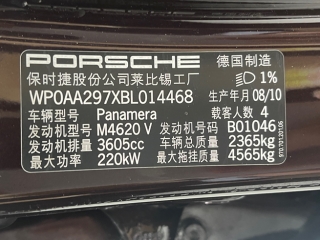 PORSCHE 德国制造
保时捷股份公司莱比锡工厂 1%
WP0AA297XBL014468 生产年月 08/10
车辆型号 Panamera 载客人数 4
发动机型号 M4620 V 发动机号码 B01046
发动机排量 3605cc 车辆总质量 2365kg
最大功率 220kW 最大拖挂质量 4565kg